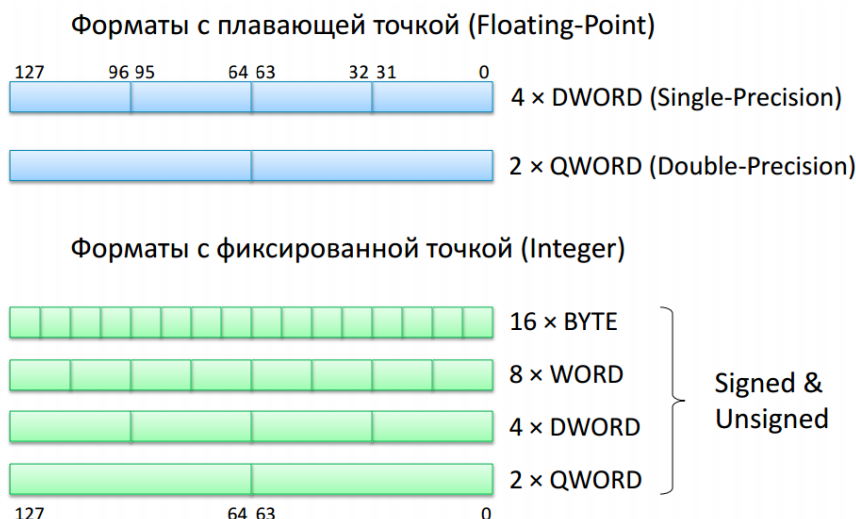 Форматы с плавающей точкой (Floating-Point)
127 96 95 64 63 32 31 0
4 × DWORD (Single-Precision)
2 × QWORD (Double-Precision)
Форматы с фиксированной точкой (Integer)
16 × BYTE
8 × WORD
4 × DWORD
2 × QWORD
Signed &
Unsigned
127 64 63 0